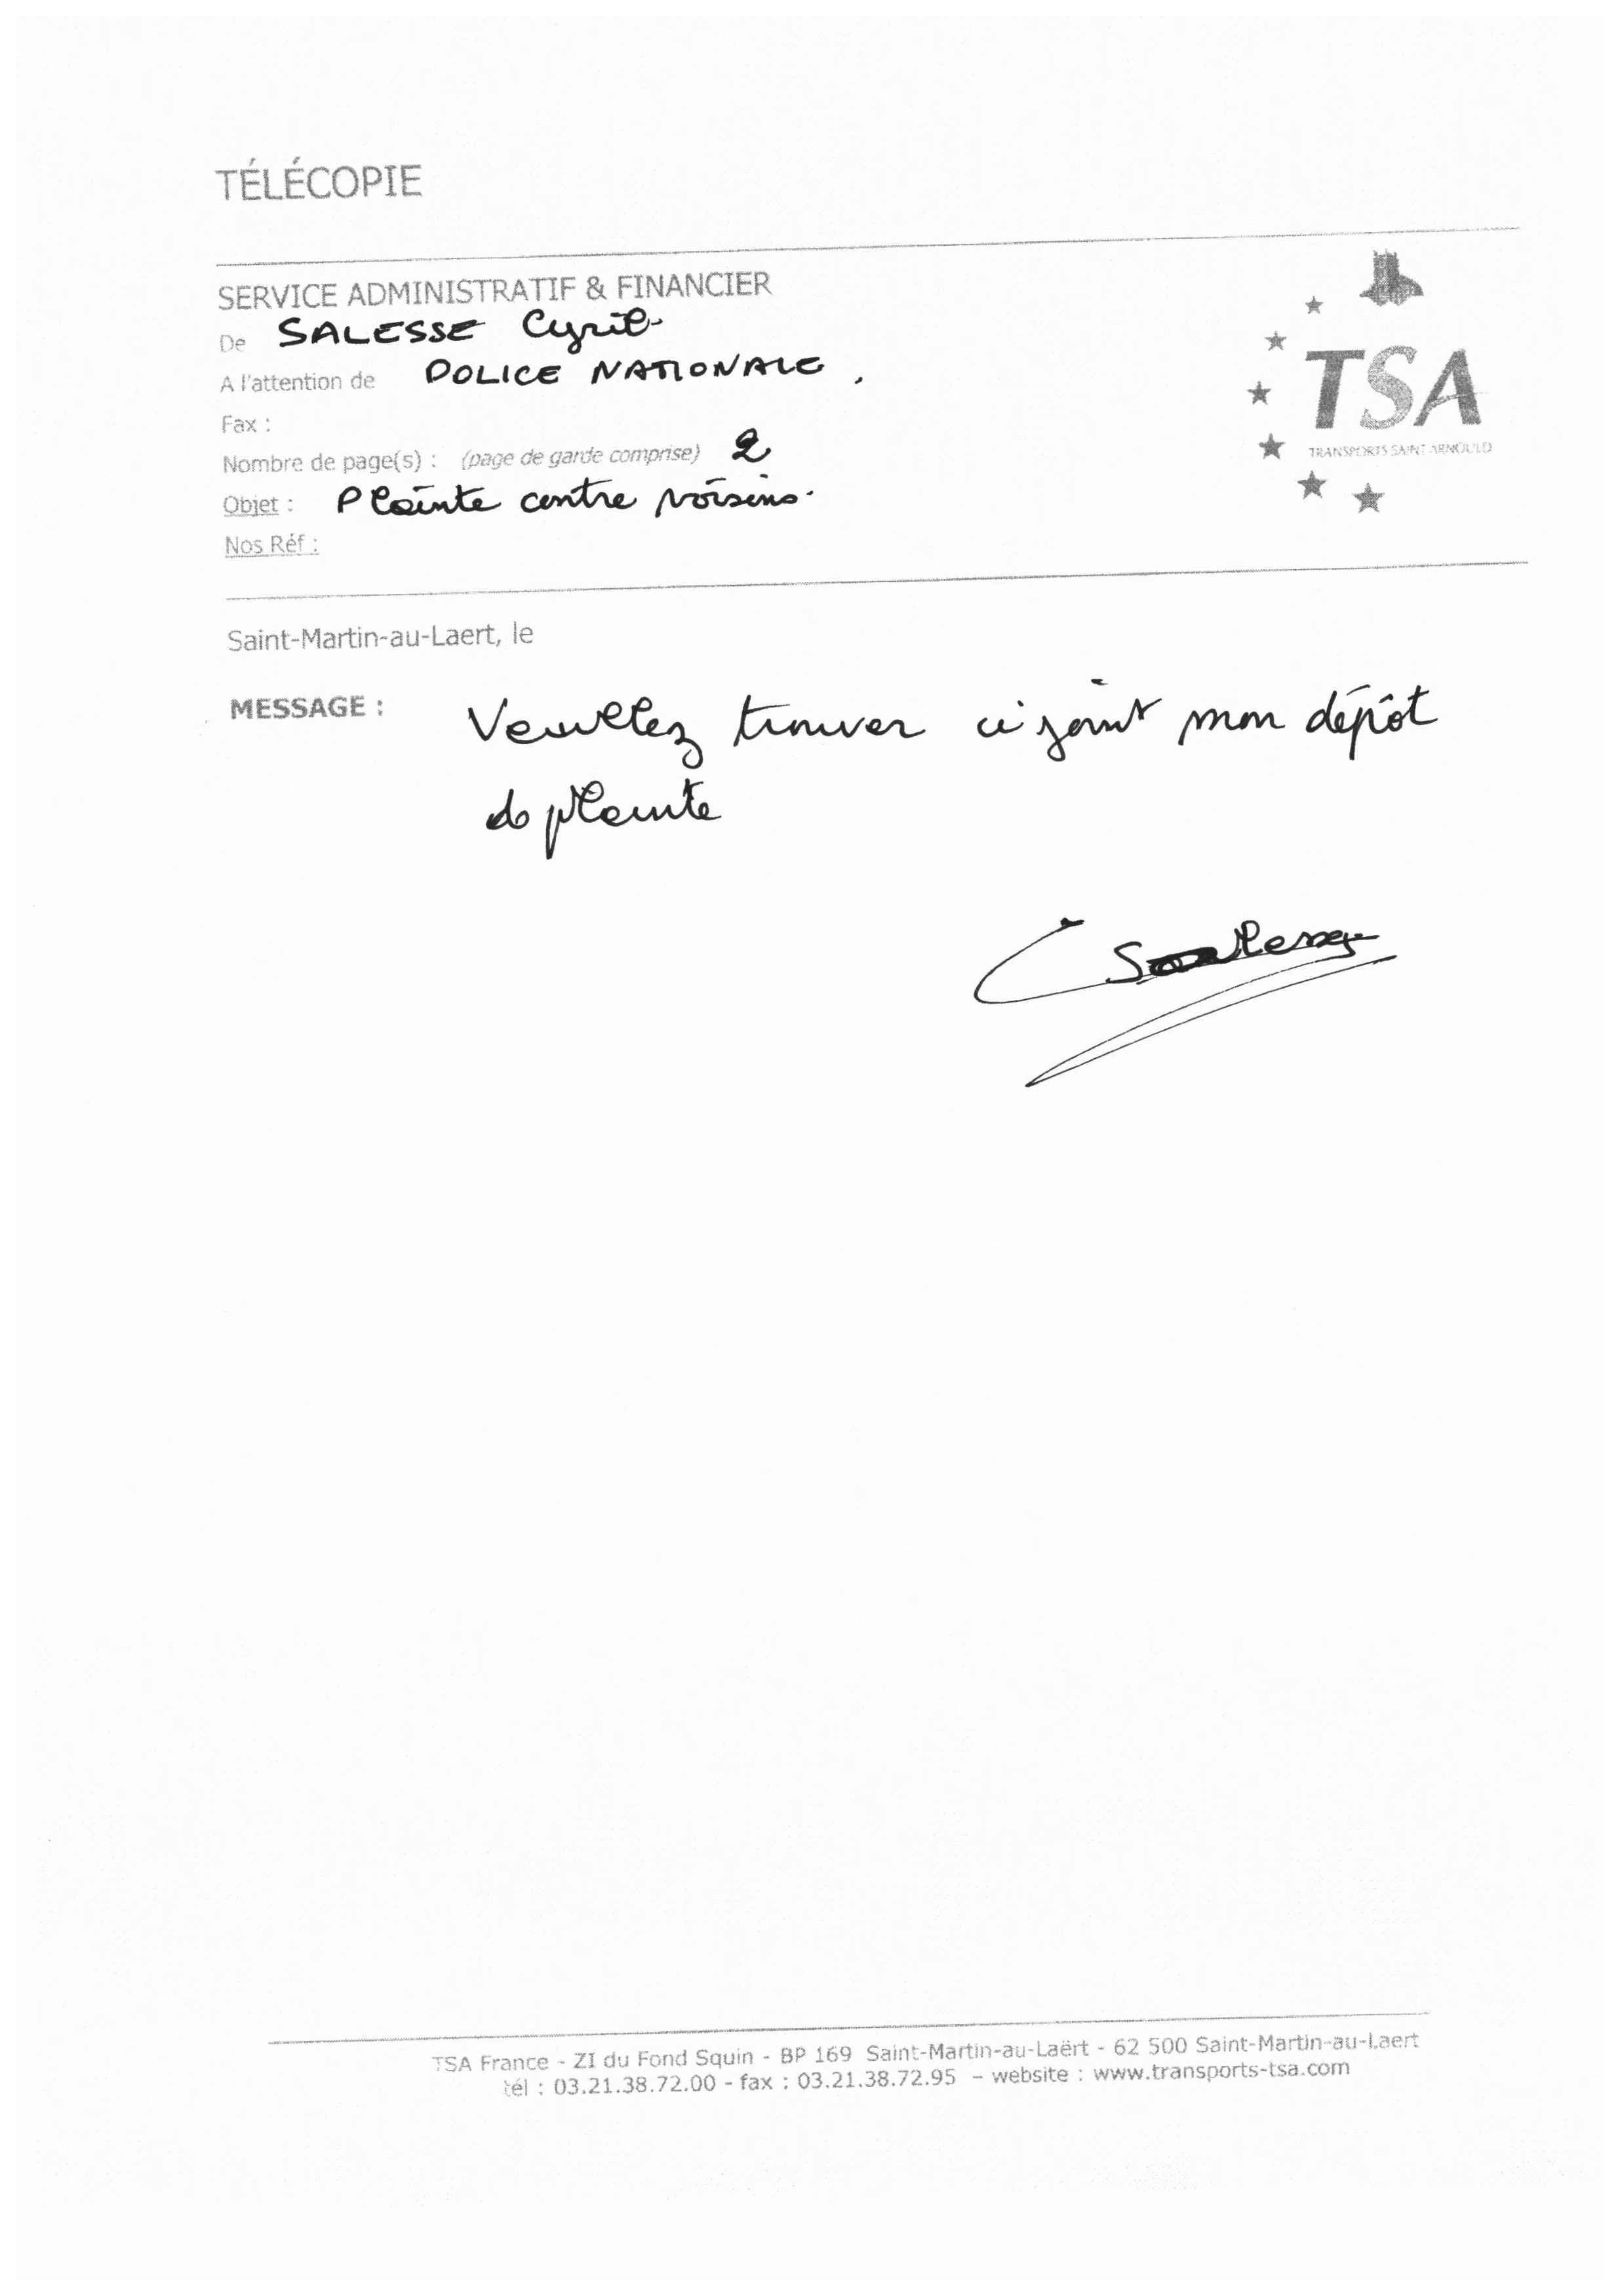 TÉLÉCOPIE
SERVICE ADMINISTRATIF & FINANCIER
De SALESSE Cyril
A l'attention de POLICE NATIONALE.
Fax :
Nombre de page(s) : (page de garde comprise) 2
Objet : Plainte contre voisins.
Nos Réf :
TSA
TRANSPORTS SAINT ARNOULD
Saint-Martin-au-Laert, le
MESSAGE : Veuillez trouver ci joint mon dépôt
de plainte
C Salesse
TSA France - ZI du Fond Squin - BP 169 Saint-Martin-au-Laërt - 62 500 Saint-Martin-au-Laert
tél : 03.21.38.72.00 - fax : 03.21.38.72.95 – website : www.transports-tsa.com